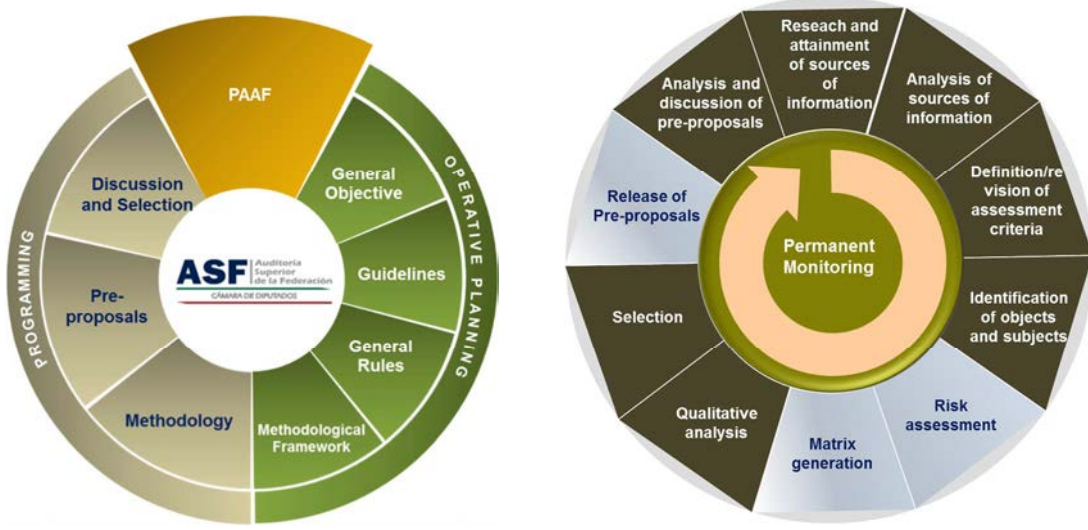 PAAF
General
Objective
Guidelines
General
Rules
Methodological
Framework
Methodology
Pre-
proposals
Discussion
and Selection
PROGRAMMING
OPERATIVE PLANNING
ASF
Auditoría
Superior
de la Federación
CÁMARA DE DIPUTADOS
Reseach and
attainment
of sources
of
information
Analysis of
sources of
information
Definition/re
vision of
assessment
criteria
Identification
of objects
and subjects
Risk
assessment
Matrix
generation
Qualitative
analysis
Selection
Release of
Pre-proposals
Analysis and
discussion of
pre-proposals
Permanent
Monitoring